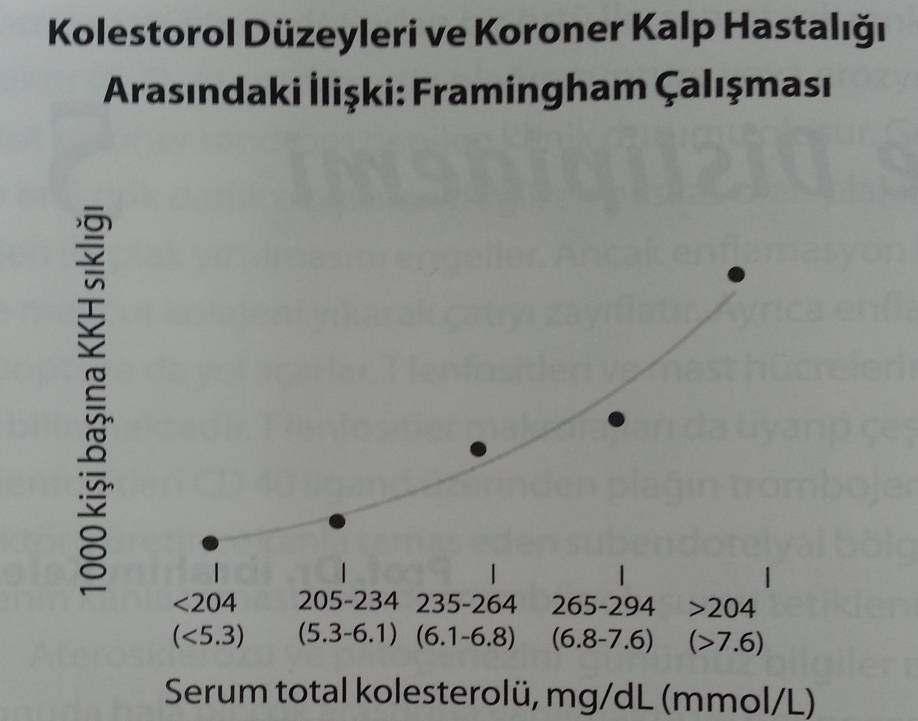 Kolestorol Düzeyleri ve Koroner Kalp Hastalığı
Arasındaki İlişki: Framingham Çalışması
1000 kişi başına KKH sıklığı
<204 205-234 235-264 265-294 >204
(<5.3) (5.3-6.1) (6.1-6.8) (6.8-7.6) (>7.6)
Serum total kolesterolü, mg/dL (mmol/L)